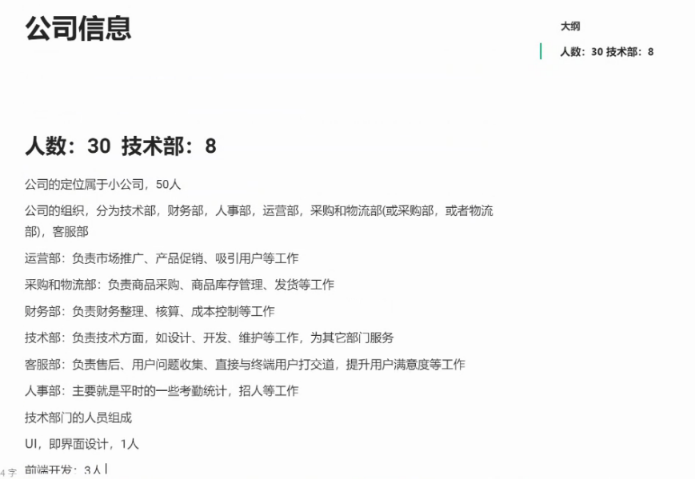 公司信息
大纲
人数：30 技术部：8
人数：30 技术部：8
公司的定位属于小公司，50人
公司的组织，分为技术部，财务部，人事部，运营部，采购和物流部(或采购部，或者物流
部)，客服部
运营部：负责市场推广、产品促销、吸引用户等工作
采购和物流部：负责商品采购、商品库存管理、发货等工作
财务部：负责财务整理、核算、成本控制等工作
技术部：负责技术方面，如设计、开发、维护等工作，为其它部门服务
客服部：负责售后、用户问题收集、直接与终端用户打交道，提升用户满意度等工作
人事部：主要就是平时的一些考勤统计，招人等工作
技术部门的人员组成
UI，即界面设计，1人
前端开发：3人
4 字